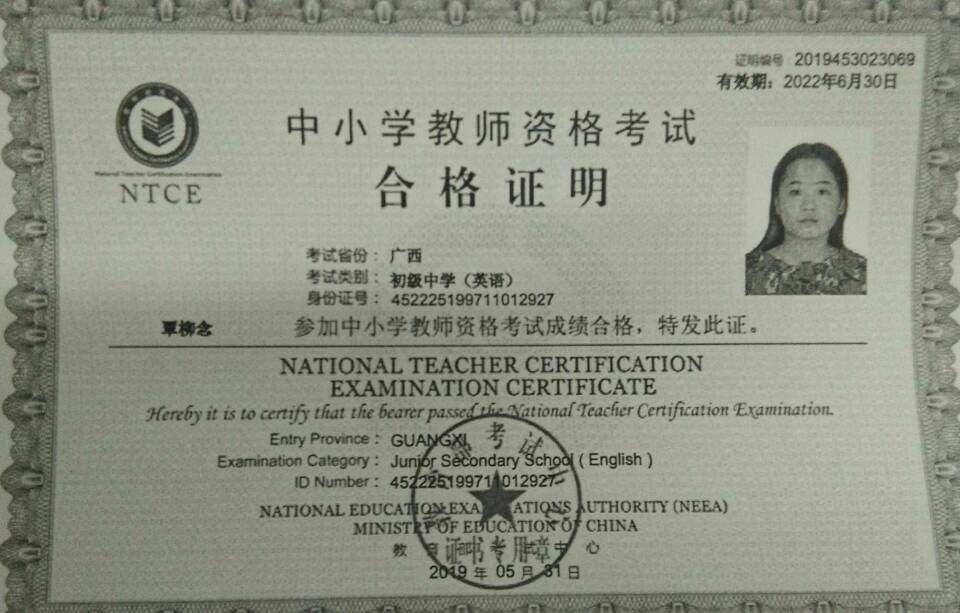 证明编号 2019453023069
有效期：2022年6月30日
National Teacher Certification Examination
NTCE
中小学教师资格考试
合格证明
考试省份：广西
考试类别：初级中学（英语）
身份证号：452225199711012927
覃柳念 参加中小学教师资格考试成绩合格，特发此证。
NATIONAL TEACHER CERTIFICATION
EXAMINATION CERTIFICATE
Hereby it is to certify that the bearer passed the National Teacher Certification Examination.
Entry Province： GUANGXI
Examination Category： Junior Secondary School ( English )
ID Number： 452225199711012927
NATIONAL EDUCATION EXAMINATIONS AUTHORITY (NEEA)
MINISTRY OF EDUCATION OF CHINA
教育部考试中心
证书专用章
2019 年 05 月 31 日